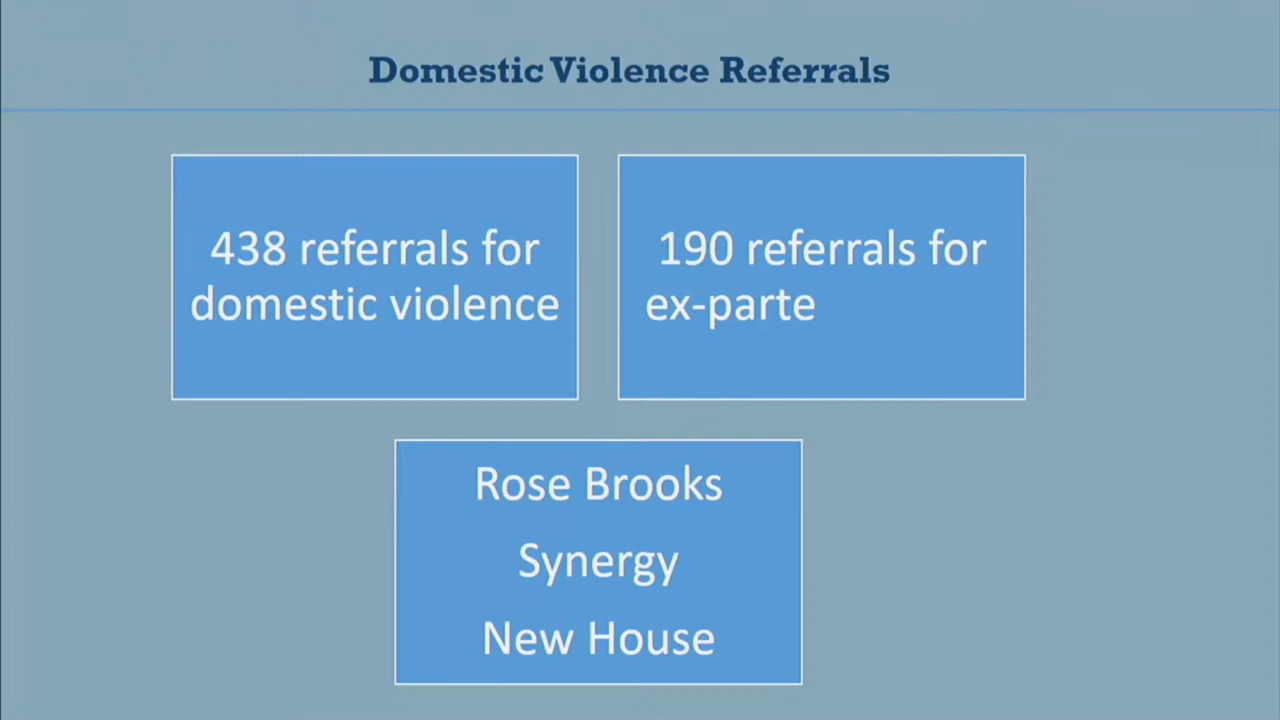 Domestic Violence Referrals
438 referrals for
domestic violence
190 referrals for
ex-parte
Rose Brooks
Synergy
New House